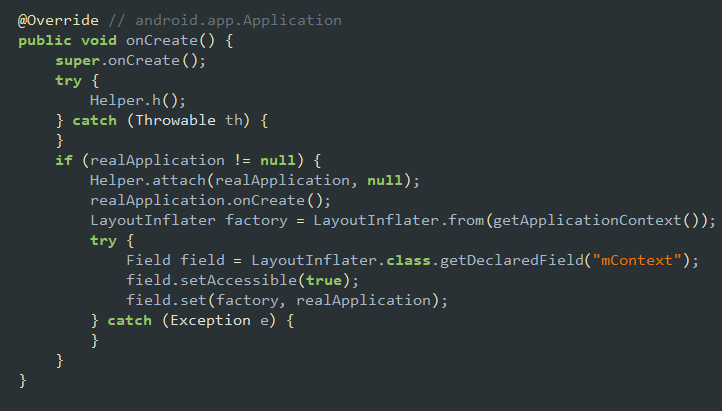 @Override // android.app.Application
public void onCreate() {
    super.onCreate();
    try {
        Helper.h();
    } catch (Throwable th) {
    }
    if (realApplication != null) {
        Helper.attach(realApplication, null);
        realApplication.onCreate();
        LayoutInflater factory = LayoutInflater.from(getApplicationContext());
        try {
            Field field = LayoutInflater.class.getDeclaredField("mContext");
            field.setAccessible(true);
            field.set(factory, realApplication);
        } catch (Exception e) {
        }
    }
}